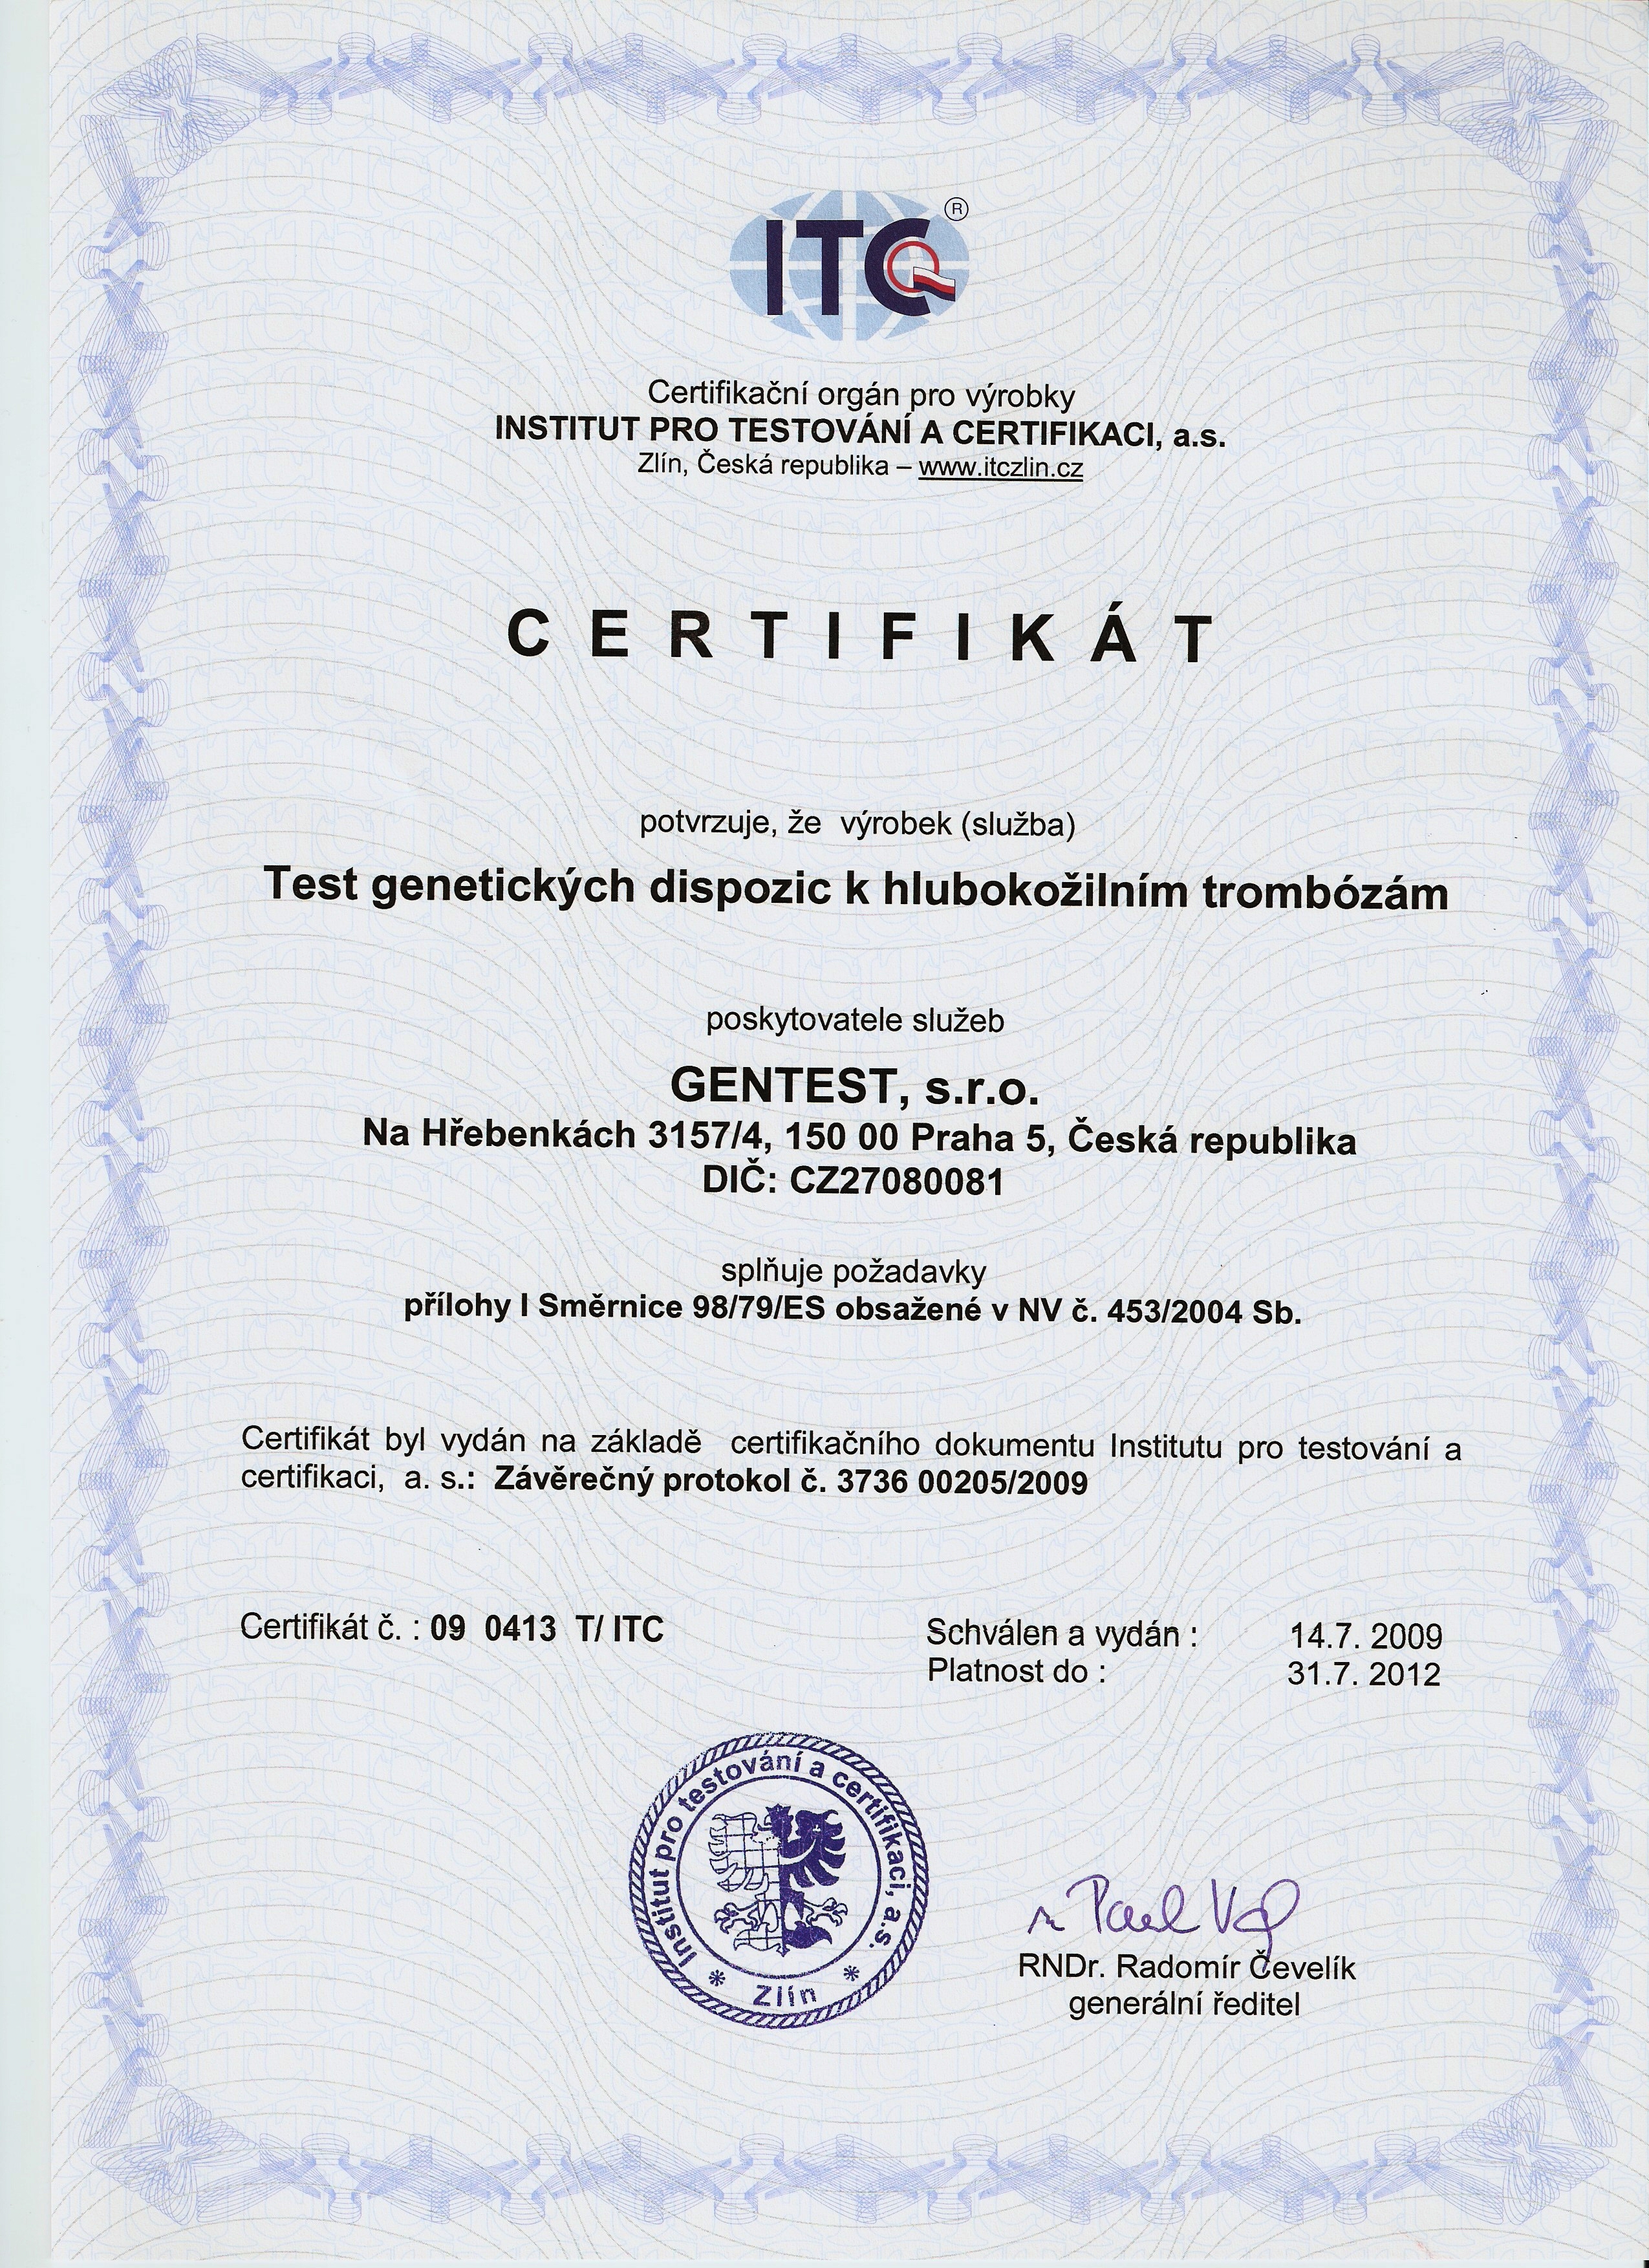 ITC ®
Certifikační orgán pro výrobky
INSTITUT PRO TESTOVÁNÍ A CERTIFIKACI, a.s.
Zlín, Česká republika – www.itczlin.cz
CERTIFIKÁT
potvrzuje, že výrobek (služba)
Test genetických dispozic k hlubokožilním trombózám
poskytovatele služeb
GENTEST, s.r.o.
Na Hřebenkách 3157/4, 150 00 Praha 5, Česká republika
DIČ: CZ27080081
splňuje požadavky
přílohy I Směrnice 98/79/ES obsažené v NV č. 453/2004 Sb.
Certifikát byl vydán na základě certifikačního dokumentu Institutu pro testování a
certifikaci, a. s.: Závěrečný protokol č. 3736 00205/2009
Certifikát č. : 09 0413 T/ ITC
Schválen a vydán : 14.7. 2009
Platnost do : 31.7. 2012
Institut pro testování a certifikaci, a.s.
* Zlín *
RNDr. Radomír Čevelík
generální ředitel